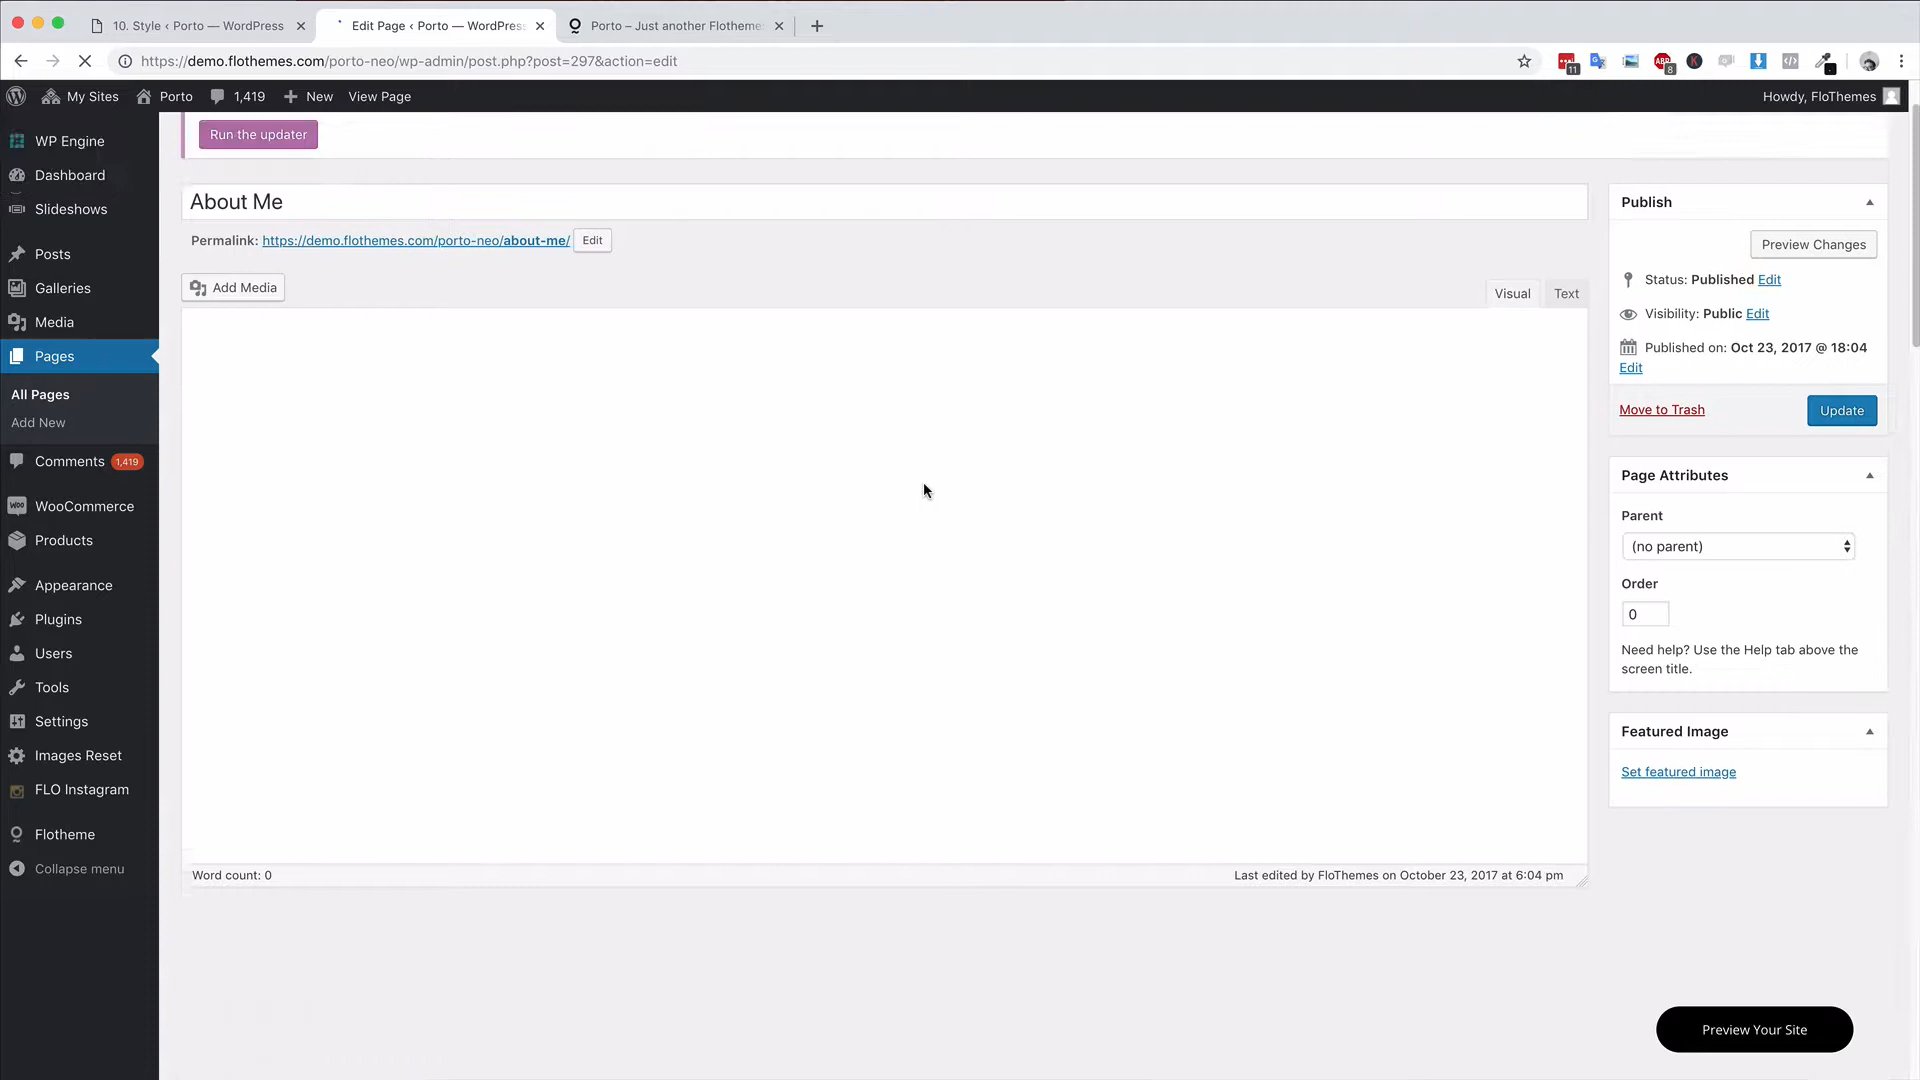 10. Style ‹ Porto — WordPress
Edit Page ‹ Porto — WordPress
Porto – Just another Flotheme
https://demo.flothemes.com/porto-neo/wp-admin/post.php?post=297&action=edit
11
ABP
8
K
My Sites
Porto
1,419
New
View Page
Howdy, FloThemes
WP Engine
Dashboard
Slideshows
Posts
Galleries
Media
Pages
All Pages
Add New
Comments 1,419
WooCommerce
Products
Appearance
Plugins
Users
Tools
Settings
Images Reset
FLO Instagram
Flotheme
Collapse menu
Run the updater
About Me
Permalink: https://demo.flothemes.com/porto-neo/about-me/ Edit
Add Media
Visual
Text
Word count: 0
Last edited by FloThemes on October 23, 2017 at 6:04 pm
Publish
Preview Changes
Status: Published Edit
Visibility: Public Edit
Published on: Oct 23, 2017 @ 18:04
Edit
Move to Trash
Update
Page Attributes
Parent
(no parent)
Order
0
Need help? Use the Help tab above the
screen title.
Featured Image
Set featured image
Preview Your Site